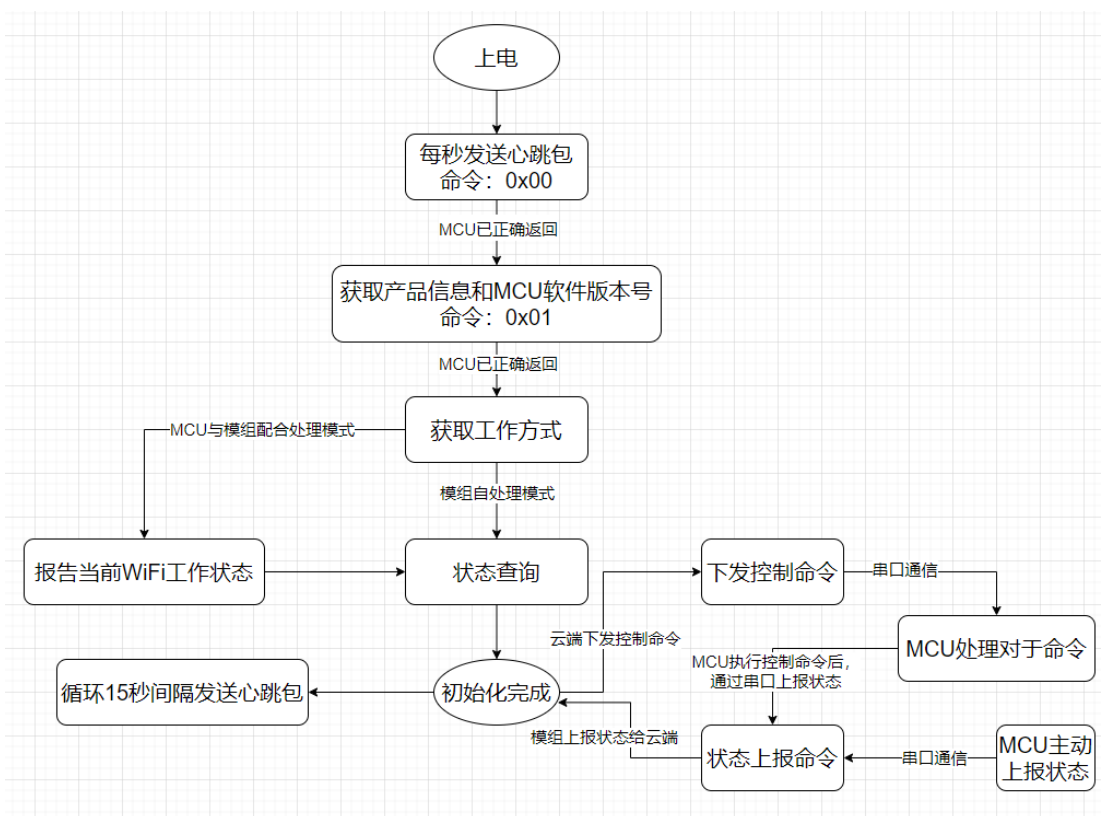 上电
每秒发送心跳包
命令：0x00
MCU已正确返回
获取产品信息和MCU软件版本号
命令：0x01
MCU已正确返回
获取工作方式
MCU与模组配合处理模式
模组自处理模式
报告当前WiFi工作状态
状态查询
下发控制命令
串口通信
云端下发控制命令
MCU处理对于命令
MCU执行控制命令后，
通过串口上报状态
循环15秒间隔发送心跳包
初始化完成
模组上报状态给云端
状态上报命令
串口通信
MCU主动
上报状态